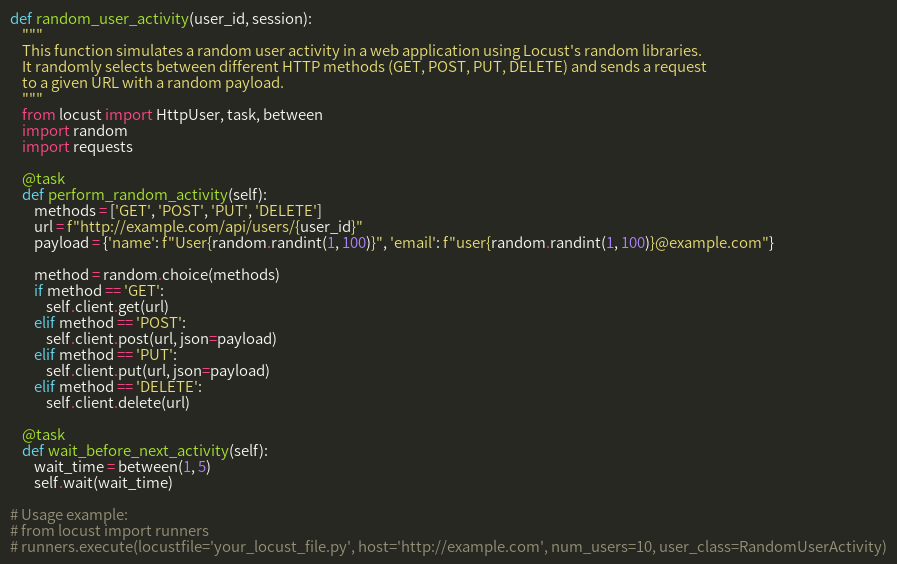 def random_user_activity(user_id, session):
    """
    This function simulates a random user activity in a web application using Locust's random libraries.
    It randomly selects between different HTTP methods (GET, POST, PUT, DELETE) and sends a request
    to a given URL with a random payload.
    """
    from locust import HttpUser, task, between
    import random
    import requests

    @task
    def perform_random_activity(self):
        methods = ['GET', 'POST', 'PUT', 'DELETE']
        url = f"http://example.com/api/users/{user_id}"
        payload = {'name': f"User{random.randint(1, 100)}", 'email': f"user{random.randint(1, 100)}@example.com"}

        method = random.choice(methods)
        if method == 'GET':
            self.client.get(url)
        elif method == 'POST':
            self.client.post(url, json=payload)
        elif method == 'PUT':
            self.client.put(url, json=payload)
        elif method == 'DELETE':
            self.client.delete(url)

    @task
    def wait_before_next_activity(self):
        wait_time = between(1, 5)
        self.wait(wait_time)

# Usage example:
# from locust import runners
# runners.execute(locustfile='your_locust_file.py', host='http://example.com', num_users=10, user_class=RandomUserActivity)